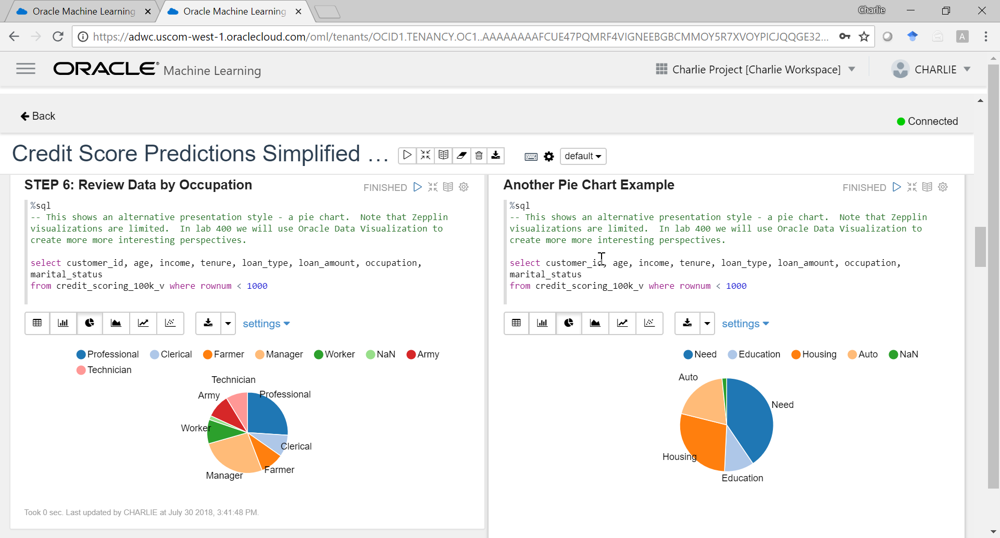 Oracle Machine Learning
Oracle Machine Learning
Charlie
https://adwc.uscom-west-1.oraclecloud.com/oml/tenants/OCID1.TENANCY.OC1..AAAAAAAAFCUE47PQMRF4VIGNEEBGBCMMOY5R7XVOYPICJQQGE32...
A
ORACLE Machine Learning
Charlie Project [Charlie Workspace]
CHARLIE
Back
Connected
Credit Score Predictions Simplified ...
default
STEP 6: Review Data by Occupation
FINISHED
%sql
-- This shows an alternative presentation style - a pie chart.  Note that Zepplin
visualizations are limited.  In lab 400 we will use Oracle Data Visualization to
create more more interesting perspectives.
select customer_id, age, income, tenure, loan_type, loan_amount, occupation,
marital_status
from credit_scoring_100k_v where rownum < 1000
settings
Professional Clerical Farmer Manager Worker NaN Army
Technician
Technician
Army
Professional
Worker
Clerical
Farmer
Manager
Took 0 sec. Last updated by CHARLIE at July 30 2018, 3:41:48 PM.
Another Pie Chart Example
FINISHED
%sql
-- This shows an alternative presentation style - a pie chart.  Note that Zepplin
visualizations are limited.  In lab 400 we will use Oracle Data Visualization to
create more more interesting perspectives.
select customer_id, age, income, tenure, loan_type, loan_amount, occupation,
marital_status
from credit_scoring_100k_v where rownum < 1000
settings
Need Education Housing Auto NaN
Auto
Need
Housing
Education